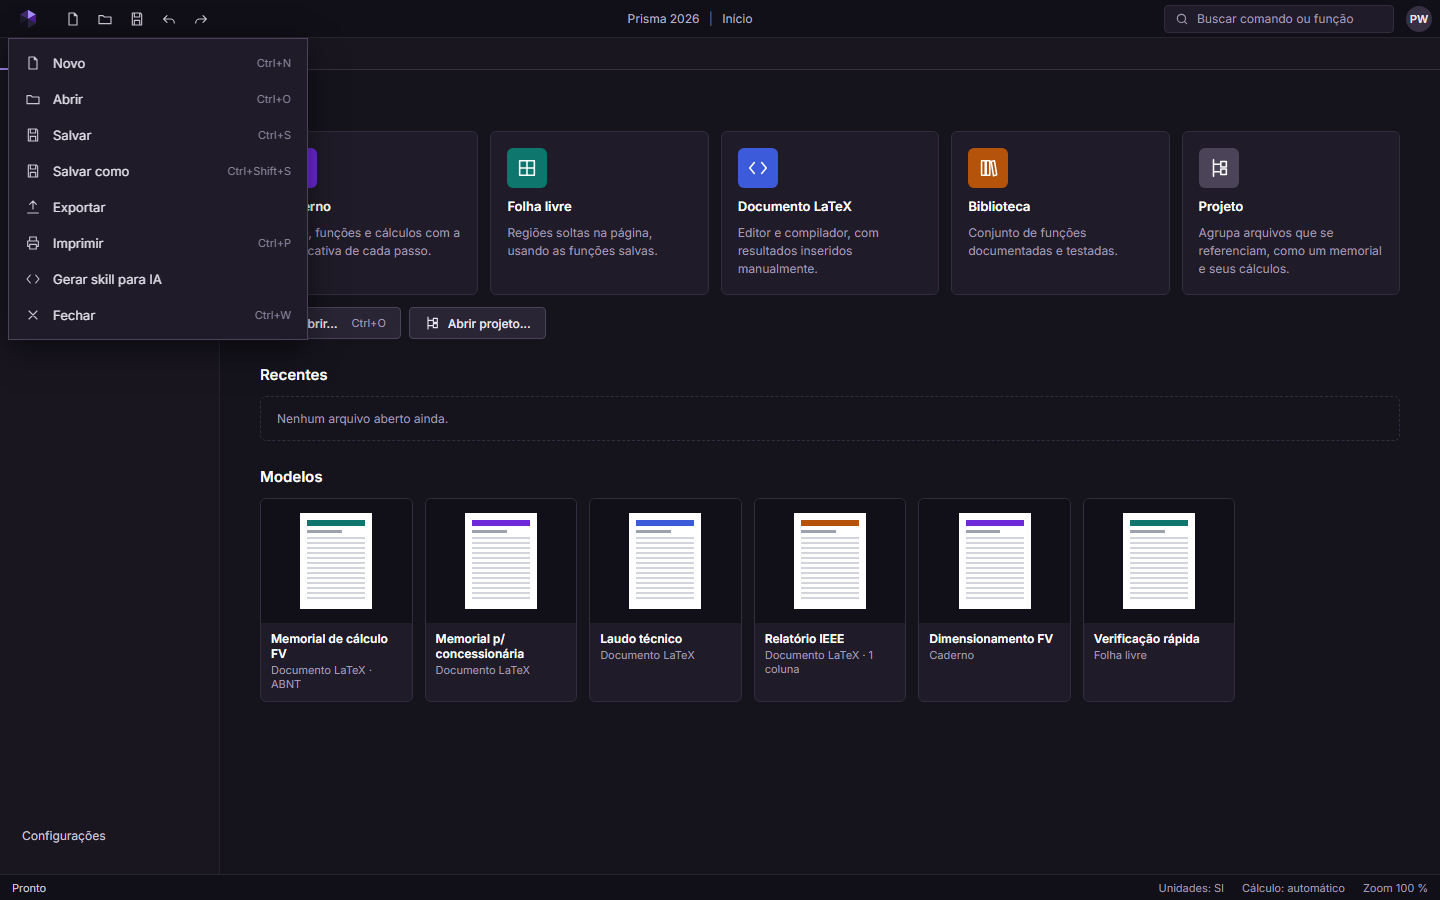 Prisma 2026 | Início
Buscar comando ou função
PW
Novo Ctrl+N
Abrir Ctrl+O
Salvar Ctrl+S
Salvar como Ctrl+Shift+S
Exportar
Imprimir Ctrl+P
Gerar skill para IA
Fechar Ctrl+W
erno
, funções e cálculos com a
cativa de cada passo.
Folha livre
Regiões soltas na página,
usando as funções salvas.
Documento LaTeX
Editor e compilador, com
resultados inseridos
manualmente.
Biblioteca
Conjunto de funções
documentadas e testadas.
Projeto
Agrupa arquivos que se
referenciam, como um memorial
e seus cálculos.
brir... Ctrl+O
Abrir projeto...
Recentes
Nenhum arquivo aberto ainda.
Modelos
Memorial de cálculo
FV
Documento LaTeX ·
ABNT
Memorial p/
concessionária
Documento LaTeX
Laudo técnico
Documento LaTeX
Relatório IEEE
Documento LaTeX · 1
coluna
Dimensionamento FV
Caderno
Verificação rápida
Folha livre
Configurações
Pronto
Unidades: SI Cálculo: automático Zoom 100 %